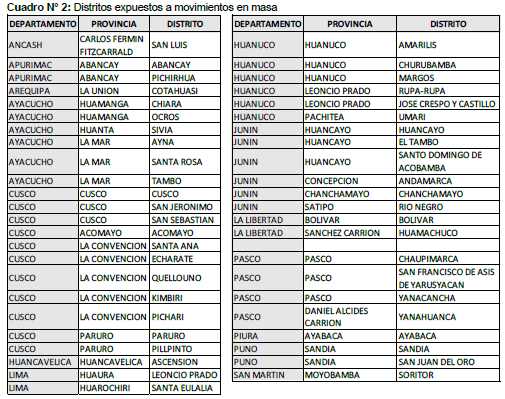 Cuadro N° 2: Distritos expuestos a movimientos en masa
DEPARTAMENTO PROVINCIA DISTRITO
ANCASH CARLOS FERMIN FITZCARRALD SAN LUIS
APURIMAC ABANCAY ABANCAY
APURIMAC ABANCAY PICHIRHUA
AREQUIPA LA UNION COTAHUASI
AYACUCHO HUAMANGA CHIARA
AYACUCHO HUAMANGA OCROS
AYACUCHO HUANTA SIVIA
AYACUCHO LA MAR AYNA
AYACUCHO LA MAR SANTA ROSA
AYACUCHO LA MAR TAMBO
CUSCO CUSCO CUSCO
CUSCO CUSCO SAN JERONIMO
CUSCO CUSCO SAN SEBASTIAN
CUSCO ACOMAYO ACOMAYO
CUSCO LA CONVENCION SANTA ANA
CUSCO LA CONVENCION ECHARATE
CUSCO LA CONVENCION QUELLOUNO
CUSCO LA CONVENCION KIMBIRI
CUSCO LA CONVENCION PICHARI
CUSCO PARURO PARURO
CUSCO PARURO PILLPINTO
HUANCAVELICA HUANCAVELICA ASCENSION
LIMA HUAURA LEONCIO PRADO
LIMA HUAROCHIRI SANTA EULALIA
DEPARTAMENTO PROVINCIA DISTRITO
HUANUCO HUANUCO AMARILIS
HUANUCO HUANUCO CHURUBAMBA
HUANUCO HUANUCO MARGOS
HUANUCO LEONCIO PRADO RUPA-RUPA
HUANUCO LEONCIO PRADO JOSE CRESPO Y CASTILLO
HUANUCO PACHITEA UMARI
JUNIN HUANCAYO HUANCAYO
JUNIN HUANCAYO EL TAMBO
JUNIN HUANCAYO SANTO DOMINGO DE ACOBAMBA
JUNIN CONCEPCION ANDAMARCA
JUNIN CHANCHAMAYO CHANCHAMAYO
JUNIN SATIPO RIO NEGRO
LA LIBERTAD BOLIVAR BOLIVAR
LA LIBERTAD SANCHEZ CARRION HUAMACHUCO
PASCO PASCO CHAUPIMARCA
PASCO PASCO SAN FRANCISCO DE ASIS DE YARUSYACAN
PASCO PASCO YANACANCHA
PASCO DANIEL ALCIDES CARRION YANAHUANCA
PIURA AYABACA AYABACA
PUNO SANDIA SANDIA
PUNO SANDIA SAN JUAN DEL ORO
SAN MARTIN MOYOBAMBA SORITOR